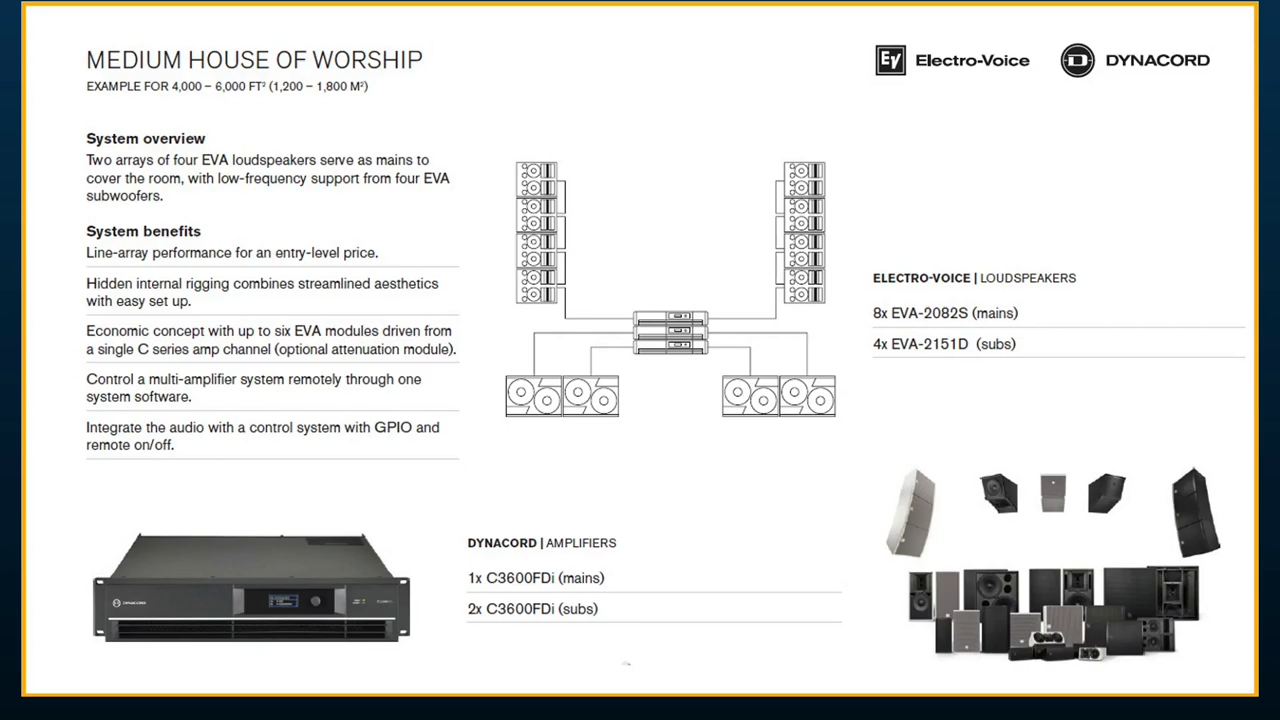 MEDIUM HOUSE OF WORSHIP
EXAMPLE FOR 4,000 – 6,000 FT² (1,200 – 1,800 M²)
EV Electro-Voice
DYNACORD
System overview
Two arrays of four EVA loudspeakers serve as mains to
cover the room, with low-frequency support from four EVA
subwoofers.
System benefits
Line-array performance for an entry-level price.
Hidden internal rigging combines streamlined aesthetics
with easy set up.
Economic concept with up to six EVA modules driven from
a single C series amp channel (optional attenuation module).
Control a multi-amplifier system remotely through one
system software.
Integrate the audio with a control system with GPIO and
remote on/off.
ELECTRO-VOICE | LOUDSPEAKERS
8x EVA-2082S (mains)
4x EVA-2151D (subs)
DYNACORD
DYNACORD | AMPLIFIERS
1x C3600FDi (mains)
2x C3600FDi (subs)